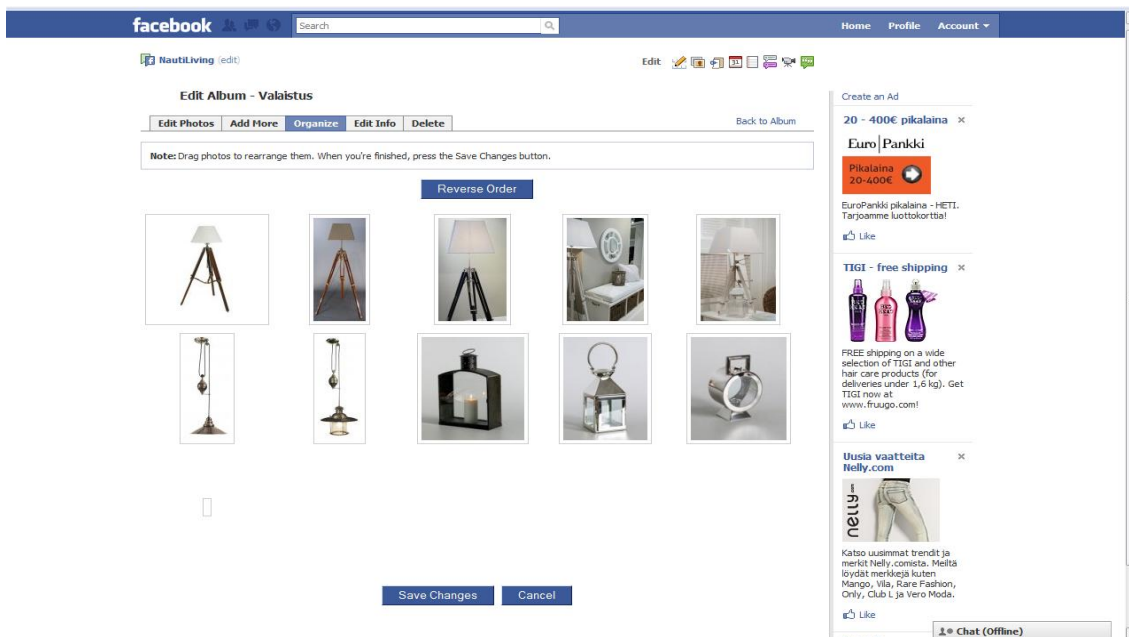 facebook
Search
Home Profile Account
NautiLiving (edit)
Edit
31
Edit Album - Valaistus
Edit Photos Add More Organize Edit Info Delete
Back to Album
Note: Drag photos to rearrange them. When you're finished, press the Save Changes button.
Reverse Order
Save Changes Cancel
Create an Ad
20 - 400€ pikalaina ×
Euro Pankki
Pikalaina
20-400€
EuroPankki pikalaina - HETI.
Tarjoamme luottokorttia!
Like
TIGI - free shipping ×
FREE shipping on a wide
selection of TIGI and other
hair care products (for
deliveries under 1,6 kg). Get
TIGI now at
www.fruugo.com!
Like
Uusia vaatteita ×
Nelly.com
nelly.com
Katso uusimmat trendit ja
merkit Nelly.comista. Meiltä
löydät merkkejä kuten
Mango, Vila, Rare Fashion,
Only, Club L ja Vero Moda.
Like
Chat (Offline)